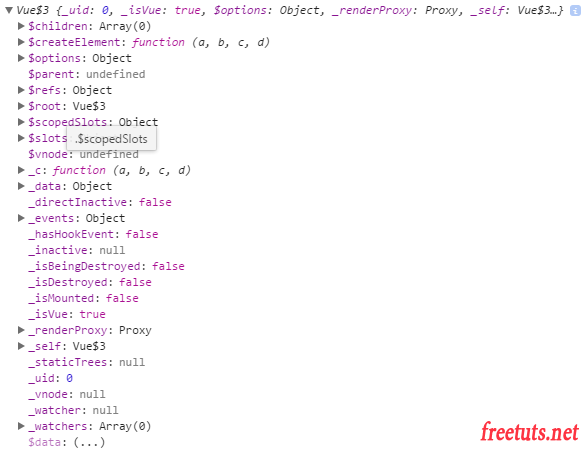 ▼ Vue$3 {_uid: 0, _isVue: true, $options: Object, _renderProxy: Proxy, _self: Vue$3…} i
▶ $children: Array(0)
▶ $createElement: function (a, b, c, d)
▶ $options: Object
$parent: undefined
▶ $refs: Object
▶ $root: Vue$3
▶ $scopedSlots: Object
▶ $slots
.$scopedSlots
$vnode: undefined
▶ _c: function (a, b, c, d)
▶ _data: Object
_directInactive: false
▶ _events: Object
_hasHookEvent: false
_inactive: null
_isBeingDestroyed: false
_isDestroyed: false
_isMounted: false
_isVue: true
▶ _renderProxy: Proxy
▶ _self: Vue$3
_staticTrees: null
_uid: 0
_vnode: null
_watcher: null
▶ _watchers: Array(0)
$data: (...)
freetuts.net